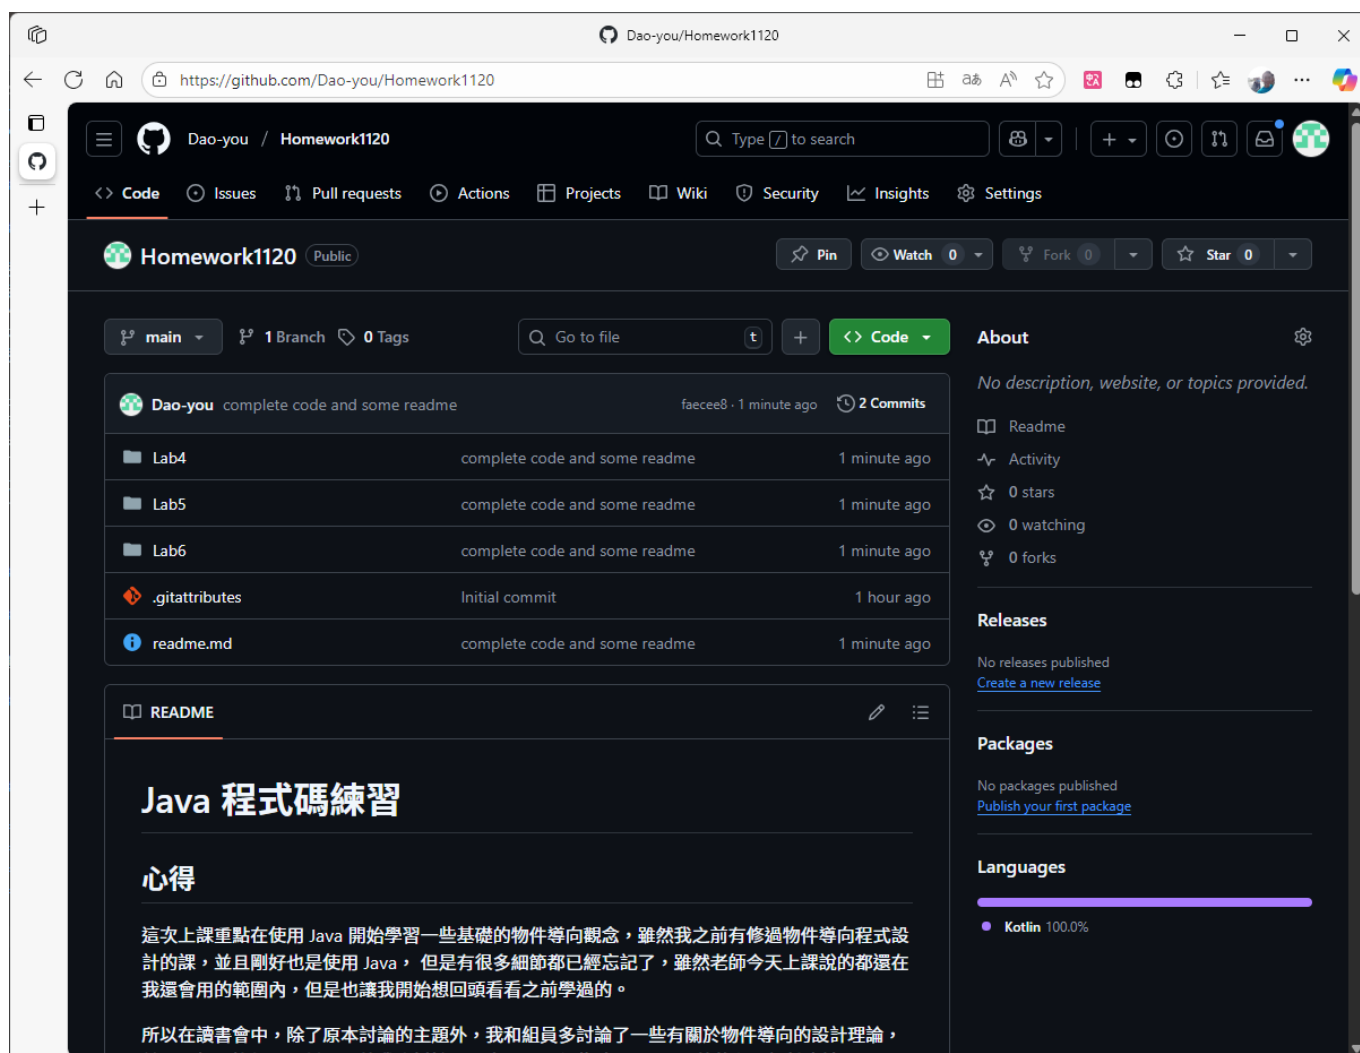 Dao-you/Homework1120
https://github.com/Dao-you/Homework1120
Dao-you / Homework1120
Type / to search
Code Issues Pull requests Actions Projects Wiki Security Insights Settings
Homework1120 Public
Pin Watch 0 Fork 0 Star 0
main 1 Branch 0 Tags
Go to file t
Code
About
No description, website, or topics provided.
Readme
Activity
0 stars
0 watching
0 forks
Dao-you complete code and some readme faecee8 · 1 minute ago 2 Commits
Lab4 complete code and some readme 1 minute ago
Lab5 complete code and some readme 1 minute ago
Lab6 complete code and some readme 1 minute ago
.gitattributes Initial commit 1 hour ago
readme.md complete code and some readme 1 minute ago
Releases
No releases published
Create a new release
Packages
No packages published
Publish your first package
Languages
Kotlin 100.0%
README
Java 程式碼練習
心得
這次上課重點在使用 Java 開始學習一些基礎的物件導向觀念，雖然我之前有修過物件導向程式設
計的課，並且剛好也是使用 Java， 但是有很多細節都已經忘記了，雖然老師今天上課說的都還在
我還會用的範圍內，但是也讓我開始想回頭看看之前學過的。
所以在讀書會中，除了原本討論的主題外，我和組員多討論了一些有關於物件導向的設計理論，